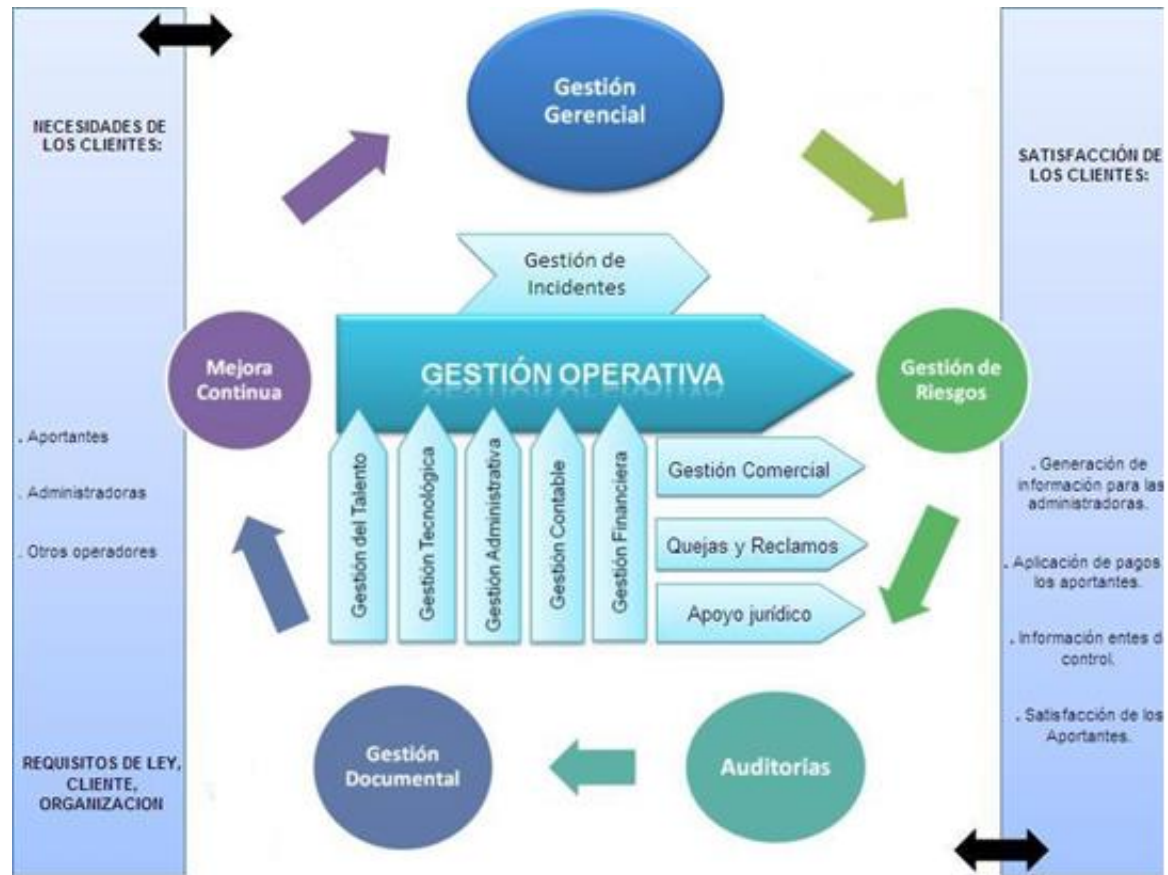 NECESIDADES DE
LOS CLIENTES:
. Aportantes
. Administradoras
. Otros operadores
REQUISITOS DE LEY,
CLIENTE,
ORGANIZACION
Gestión
Gerencial
Gestión de
Incidentes
GESTIÓN OPERATIVA
Mejora
Continua
Gestión de
Riesgos
Gestión del Talento
Gestión Tecnológica
Gestión Administrativa
Gestión Contable
Gestión Financiera
Gestión Comercial
Quejas y Reclamos
Apoyo jurídico
Gestión
Documental
Auditorías
SATISFACCIÓN DE
LOS CLIENTES:
. Generación de
información para las
administradoras.
. Aplicación de pagos
los aportantes.
. Información entes d
control.
. Satisfacción de los
Aportantes.